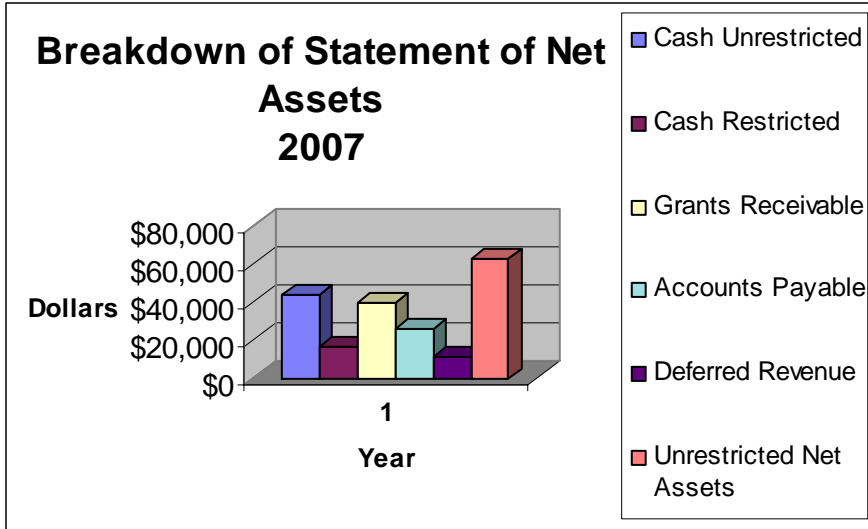 Breakdown of Statement of Net
Assets
2007
$80,000
$60,000
$40,000
$20,000
$0
Dollars
1
Year
Cash Unrestricted
Cash Restricted
Grants Receivable
Accounts Payable
Deferred Revenue
Unrestricted Net
Assets